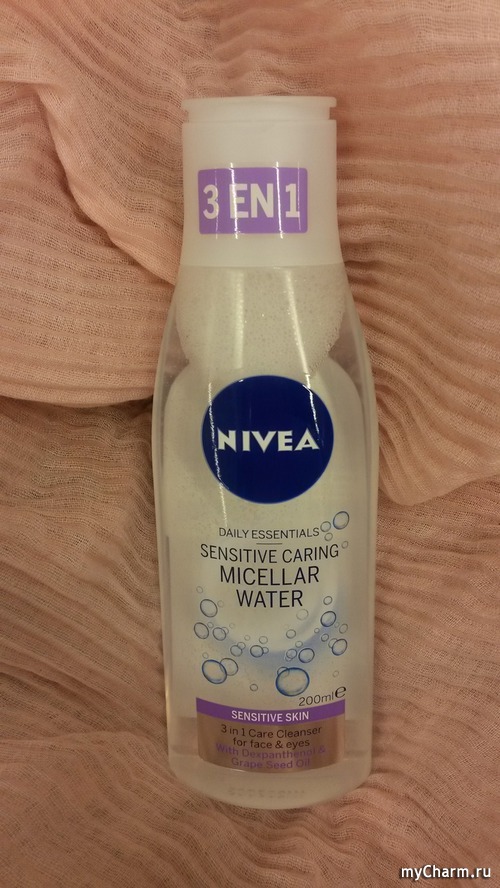 3 EN 1
NIVEA
DAILY ESSENTIALS
SENSITIVE CARING
MICELLAR
WATER
200ml℮
SENSITIVE SKIN
3 in 1 Care Cleanser
for face & eyes
With Dexpanthenol &
Grape Seed Oil
myCharm.ru